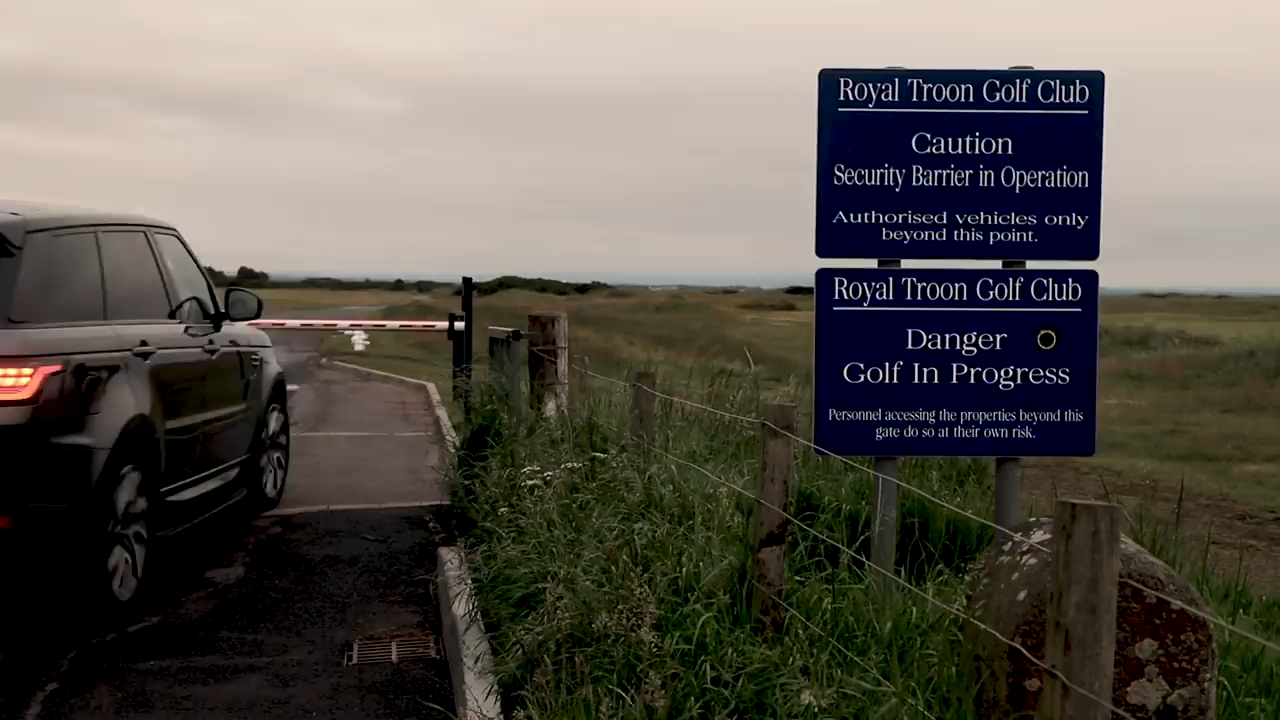 Royal Troon Golf Club
Caution
Security Barrier in Operation
Authorised vehicles only
beyond this point.
Royal Troon Golf Club
Danger
Golf In Progress
Personnel accessing the properties beyond this
gate do so at their own risk.